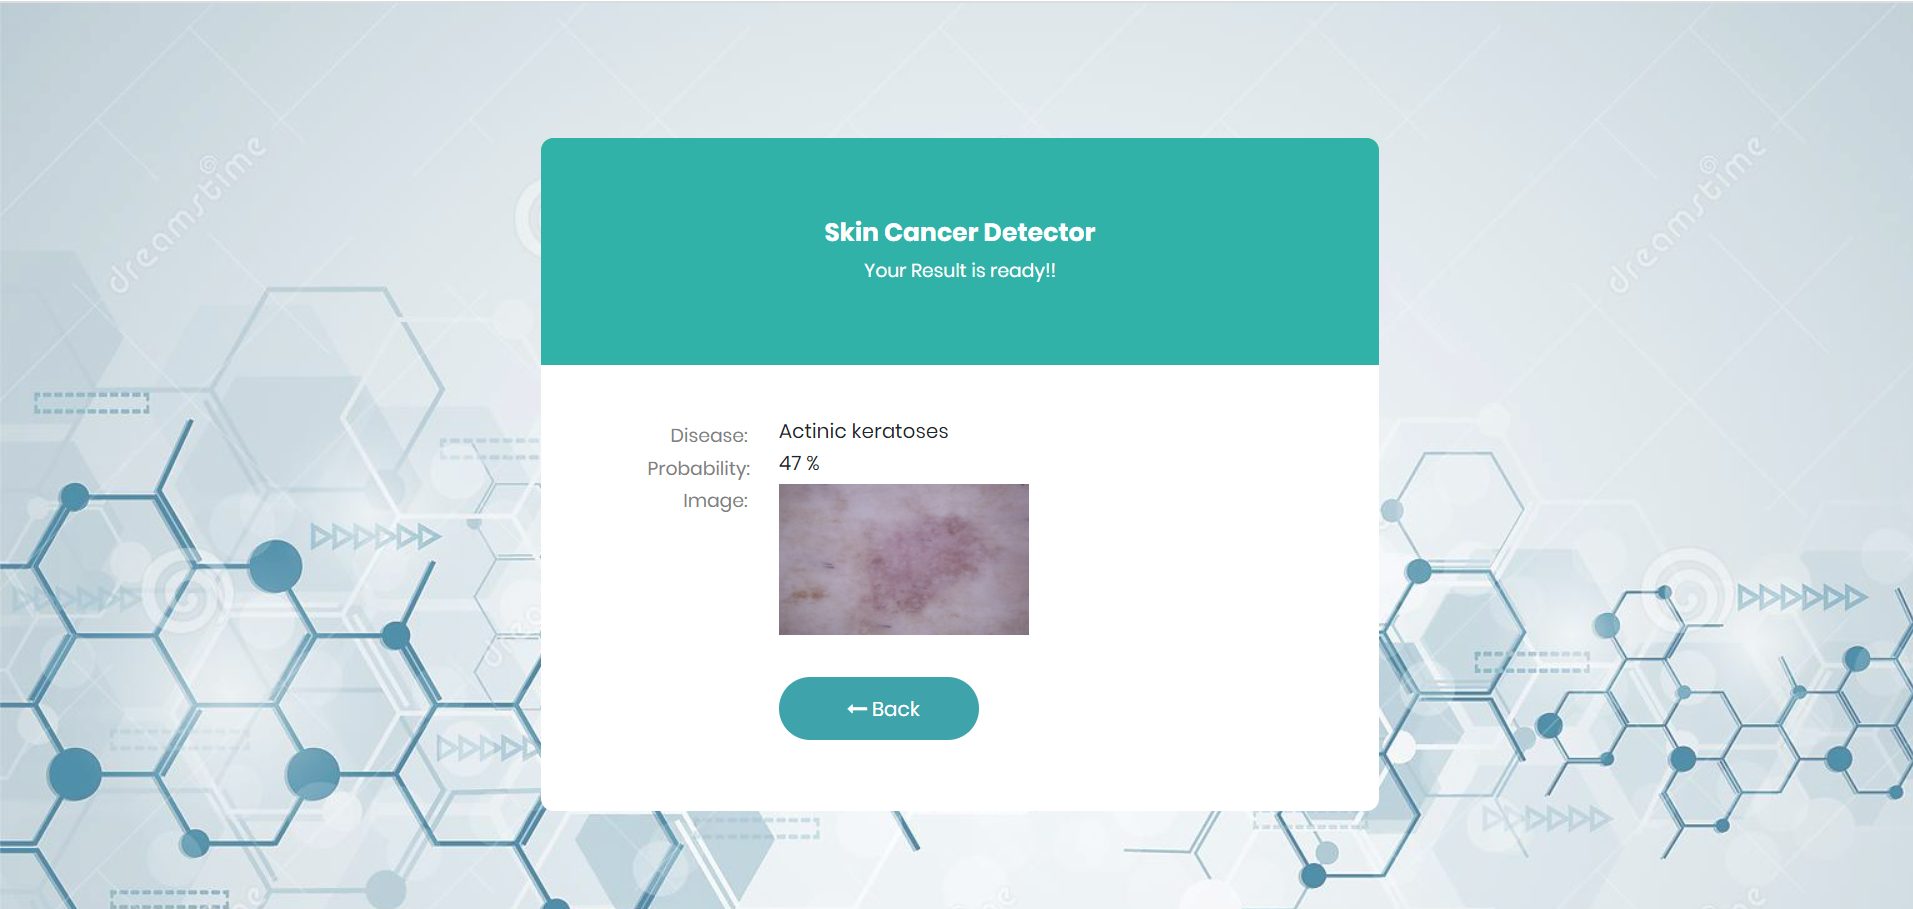 dreamstime
dreamstime
Skin Cancer Detector
Your Result is ready!!
Disease: Actinic keratoses
Probability: 47 %
Image:
Back